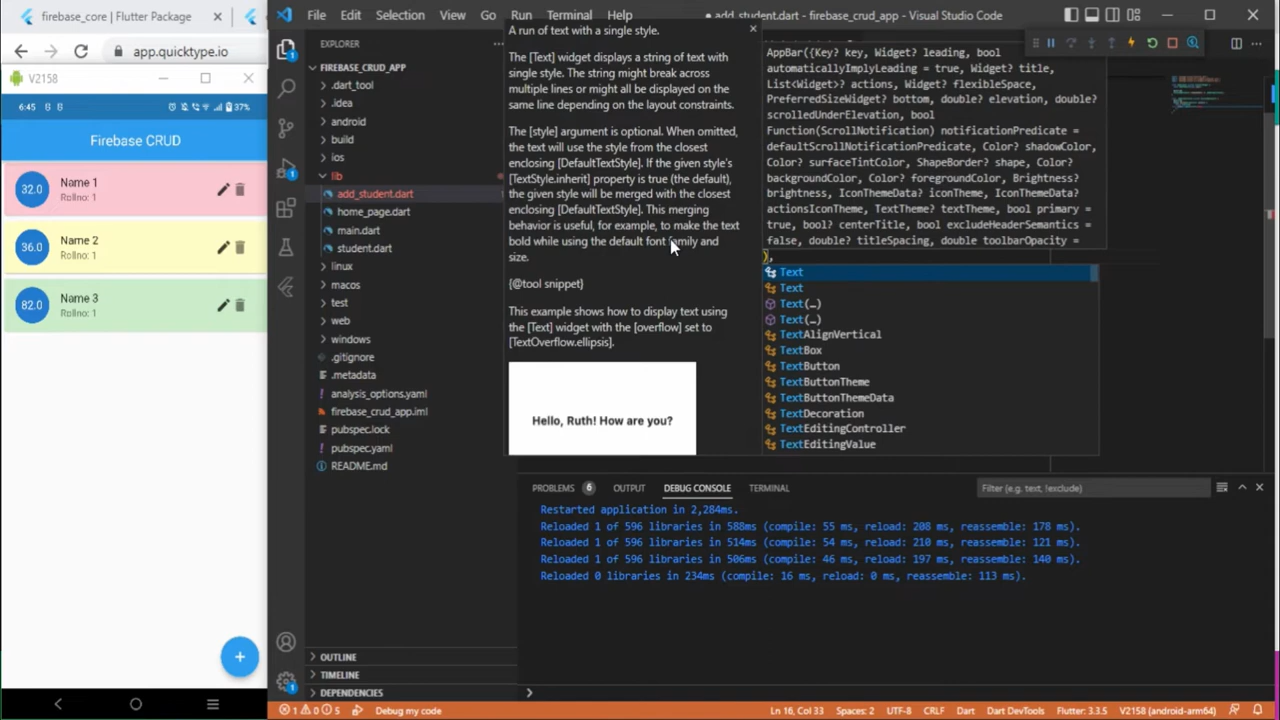 firebase_core | Flutter Package
app.quicktype.io
V2158
6:45
37%
Firebase CRUD
32.0
Name 1
Rollno: 1
36.0
Name 2
Rollno: 1
82.0
Name 3
Rollno: 1
+
File Edit Selection View Go Run Terminal Help
● add_student.dart - firebase_crud_app - Visual Studio Code
EXPLORER
FIREBASE_CRUD_APP
.dart_tool
.idea
android
build
ios
lib
add_student.dart
home_page.dart
main.dart
student.dart
linux
macos
test
web
windows
.gitignore
.metadata
analysis_options.yaml
firebase_crud_app.iml
pubspec.lock
pubspec.yaml
README.md
OUTLINE
TIMELINE
DEPENDENCIES
A run of text with a single style.
The [Text] widget displays a string of text with
single style. The string might break across
multiple lines or might all be displayed on the
same line depending on the layout constraints.
The [style] argument is optional. When omitted,
the text will use the style from the closest
enclosing [DefaultTextStyle]. If the given style's
[TextStyle.inherit] property is true (the default),
the given style will be merged with the closest
enclosing [DefaultTextStyle]. This merging
behavior is useful, for example, to make the text
bold while using the default font family and
size.
{@tool snippet}
This example shows how to display text using
the [Text] widget with the [overflow] set to
[TextOverflow.ellipsis].
Hello, Ruth! How are you?
AppBar({Key? key, Widget? leading, bool
automaticallyImplyLeading = true, Widget? title,
List<Widget>? actions, Widget? flexibleSpace,
PreferredSizeWidget? bottom, double? elevation, double?
scrolledUnderElevation, bool
Function(ScrollNotification) notificationPredicate =
defaultScrollNotificationPredicate, Color? shadowColor,
Color? surfaceTintColor, ShapeBorder? shape, Color?
backgroundColor, Color? foregroundColor, Brightness?
brightness, IconThemeData? iconTheme, IconThemeData?
actionsIconTheme, TextTheme? textTheme, bool primary =
true, bool? centerTitle, bool excludeHeaderSemantics =
false, double? titleSpacing, double toolbarOpacity =
),
Text
Text
Text(…)
Text(…)
TextAlignVertical
TextBox
TextButton
TextButtonTheme
TextButtonThemeData
TextDecoration
TextEditingController
TextEditingValue
PROBLEMS 6 OUTPUT DEBUG CONSOLE TERMINAL
Filter (e.g. text, !exclude)
Restarted application in 2,284ms.
Reloaded 1 of 596 libraries in 588ms (compile: 55 ms, reload: 208 ms, reassemble: 178 ms).
Reloaded 1 of 596 libraries in 514ms (compile: 54 ms, reload: 210 ms, reassemble: 121 ms).
Reloaded 1 of 596 libraries in 506ms (compile: 46 ms, reload: 197 ms, reassemble: 140 ms).
Reloaded 0 libraries in 234ms (compile: 16 ms, reload: 0 ms, reassemble: 113 ms).
1 0 5 Debug my code
Ln 16, Col 33 Spaces: 2 UTF-8 CRLF Dart Dart DevTools Flutter: 3.3.5 V2158 (android-arm64)